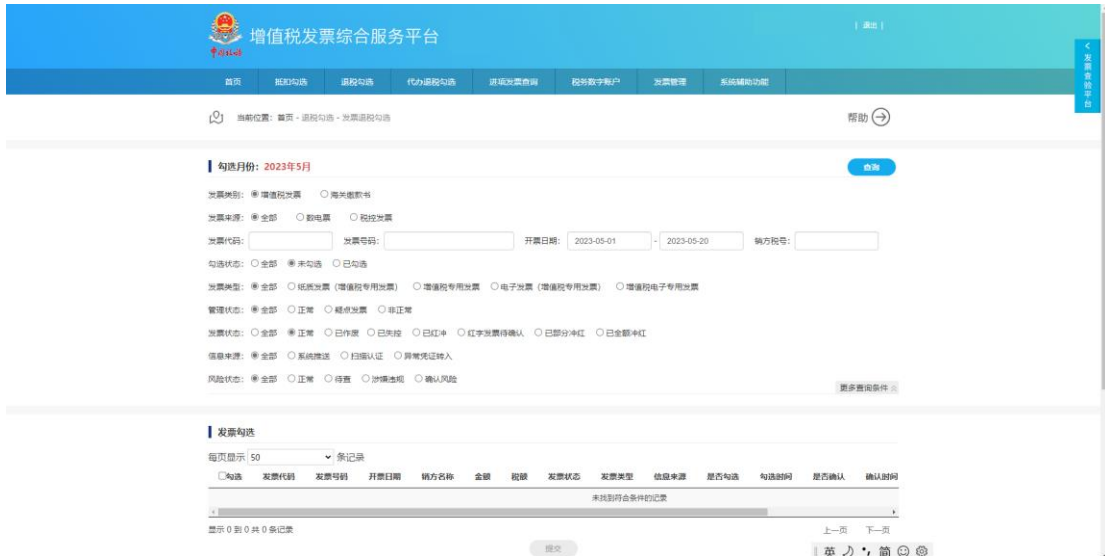 增值税发票综合服务平台
| 退出 |
中国税务
首页 抵扣勾选 退税勾选 代办退税勾选 进项发票查询 税务数字账户 发票管理 系统辅助功能
发票查验平台
当前位置：首页 - 退税勾选 - 发票退税勾选
帮助
勾选月份：2023年5月
查询
发票类别： 增值税发票 海关缴款书
发票来源： 全部 数电票 税控发票
发票代码： 发票号码： 开票日期： 2023-05-01 - 2023-05-20 销方税号：
勾选状态： 全部 未勾选 已勾选
发票类型： 全部 纸质发票（增值税专用发票） 增值税专用发票 电子发票（增值税专用发票） 增值税电子专用发票
管理状态： 全部 正常 疑点发票 非正常
发票状态： 全部 正常 已作废 已失控 已红冲 红字发票待确认 已部分冲红 已全额冲红
信息来源： 全部 系统推送 扫描认证 异常凭证转入
风险状态： 全部 正常 待查 涉嫌违规 确认风险
更多查询条件
发票勾选
每页显示 50 条记录
勾选 发票代码 发票号码 开票日期 销方名称 金额 税额 发票状态 发票类型 信息来源 是否勾选 勾选时间 是否确认 确认时间
未找到符合条件的记录
显示 0 到 0 共 0 条记录
上一页 下一页
提交
英 简